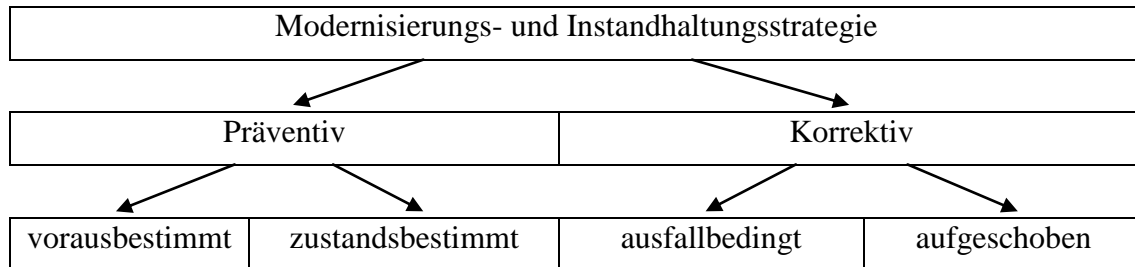 Modernisierungs- und Instandhaltungsstrategie
Präventiv Korrektiv
vorausbestimmt zustandsbestimmt ausfallbedingt aufgeschoben